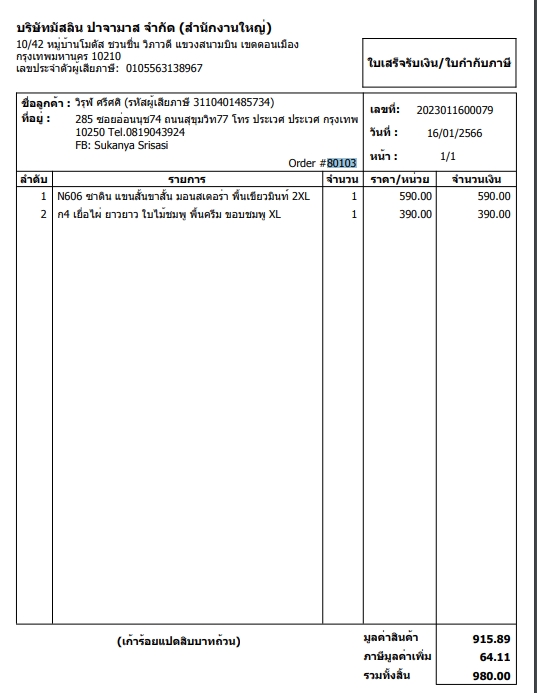 บริษัทมัสลิน ปาจามาส จำกัด (สำนักงานใหญ่)
10/42 หมู่บ้านโมดัส ชวนชื่น วิภาวดี แขวงสนามบิน เขตดอนเมือง
กรุงเทพมหานคร 10210
เลขประจำตัวผู้เสียภาษี: 0105563138967
ใบเสร็จรับเงิน/ใบกำกับภาษี
ชื่อลูกค้า : วิรุฬ ศรีศศิ (รหัสผู้เสียภาษี 3110401485734)
ที่อยู่ : 285 ซอยอ่อนนุช74 ถนนสุขุมวิท77 โทร ประเวศ ประเวศ กรุงเทพ
10250 Tel.0819043924
FB: Sukanya Srisasi
Order #80103
เลขที่: 2023011600079
วันที่ : 16/01/2566
หน้า : 1/1
ลำดับ รายการ จำนวน ราคา/หน่วย จำนวนเงิน
1 N606 ซาติน แขนสั้นขาสั้น มอนสเตอร่า พื้นเขียวมินท์ 2XL 1 590.00 590.00
2 ก4 เยื่อไผ่ ยาวยาว ใบไม้ชมพู พื้นครีม ขอบชมพู XL 1 390.00 390.00
(เก้าร้อยแปดสิบบาทถ้วน)
มูลค่าสินค้า 915.89
ภาษีมูลค่าเพิ่ม 64.11
รวมทั้งสิ้น 980.00